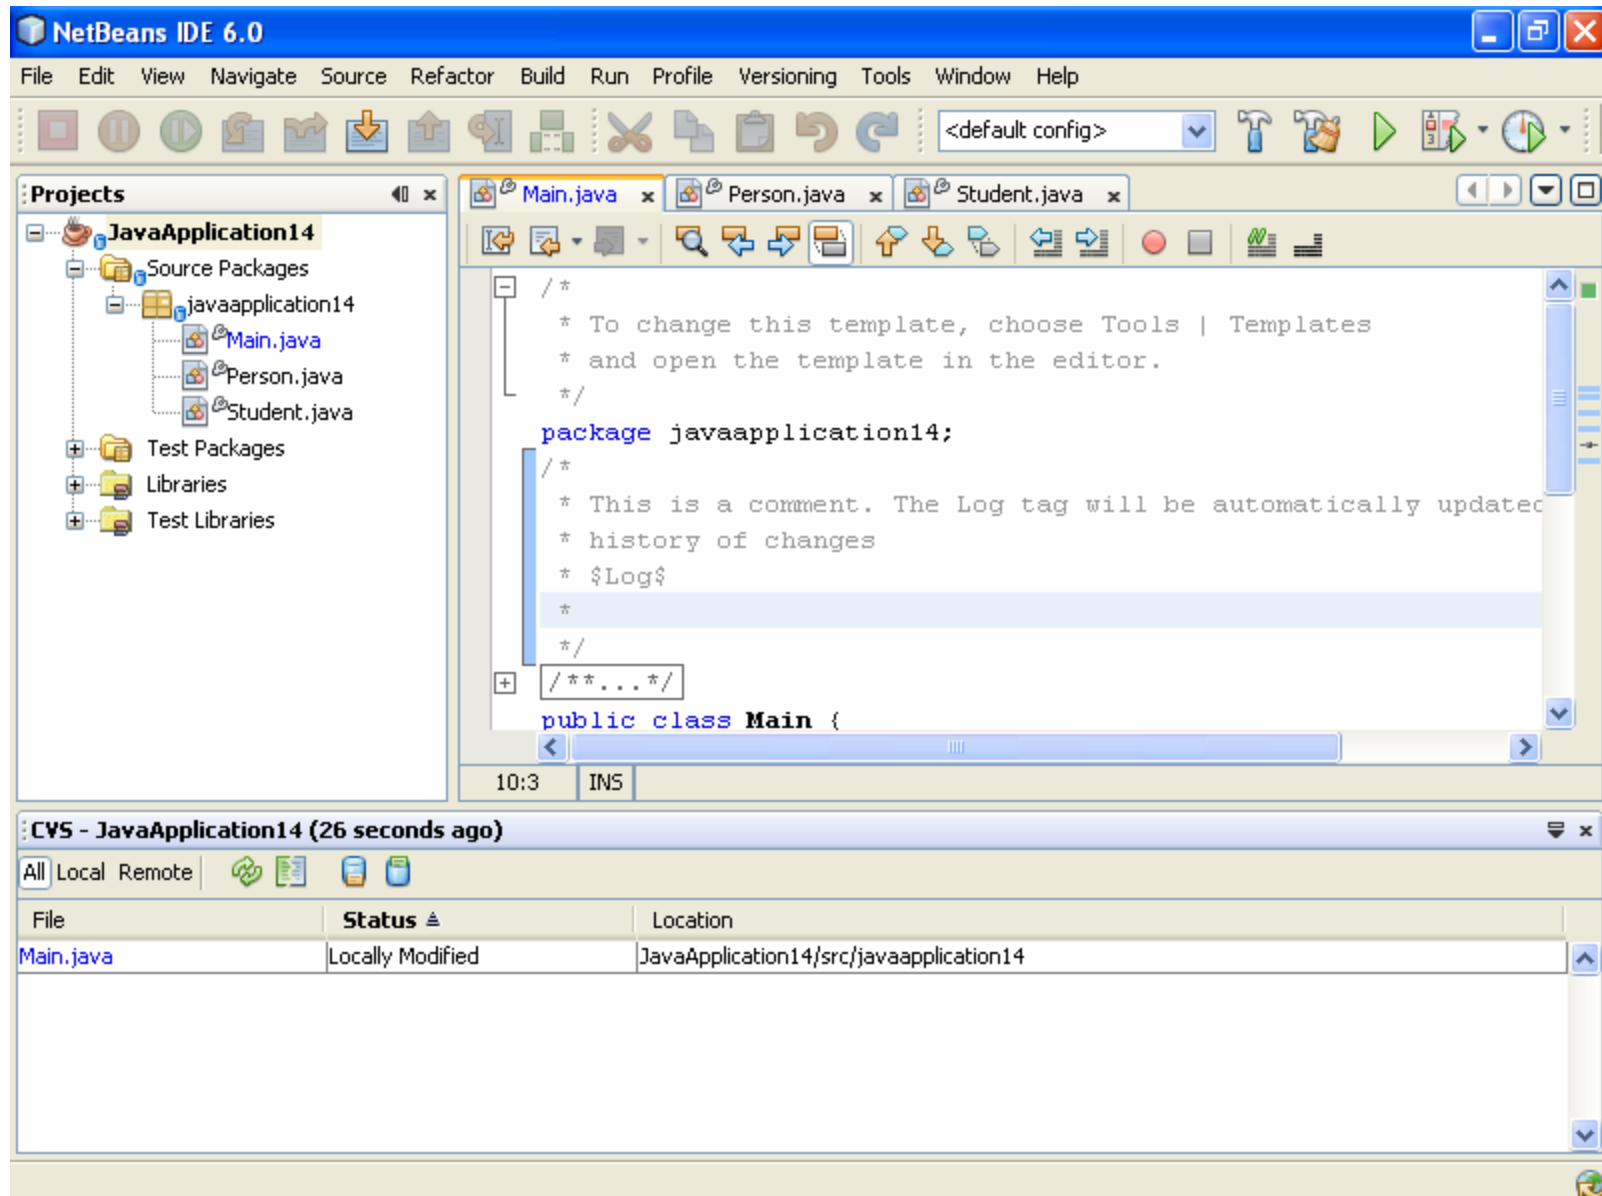 NetBeans IDE 6.0
File Edit View Navigate Source Refactor Build Run Profile Versioning Tools Window Help
<default config>
Projects
JavaApplication14
Source Packages
javaapplication14
Main.java
Person.java
Student.java
Test Packages
Libraries
Test Libraries
Main.java Person.java Student.java
/*
* To change this template, choose Tools | Templates
* and open the template in the editor.
*/
package javaapplication14;
/*
* This is a comment. The Log tag will be automatically updated
* history of changes
* $Log$
*
*/
/**...*/
public class Main {
10:3 INS
CVS - JavaApplication14 (26 seconds ago)
All Local Remote
File Status Location
Main.java Locally Modified JavaApplication14/src/javaapplication14